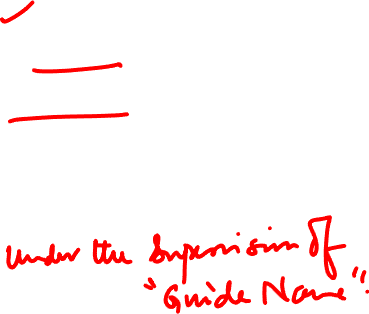 Under the Supervision of
"Guide Name".